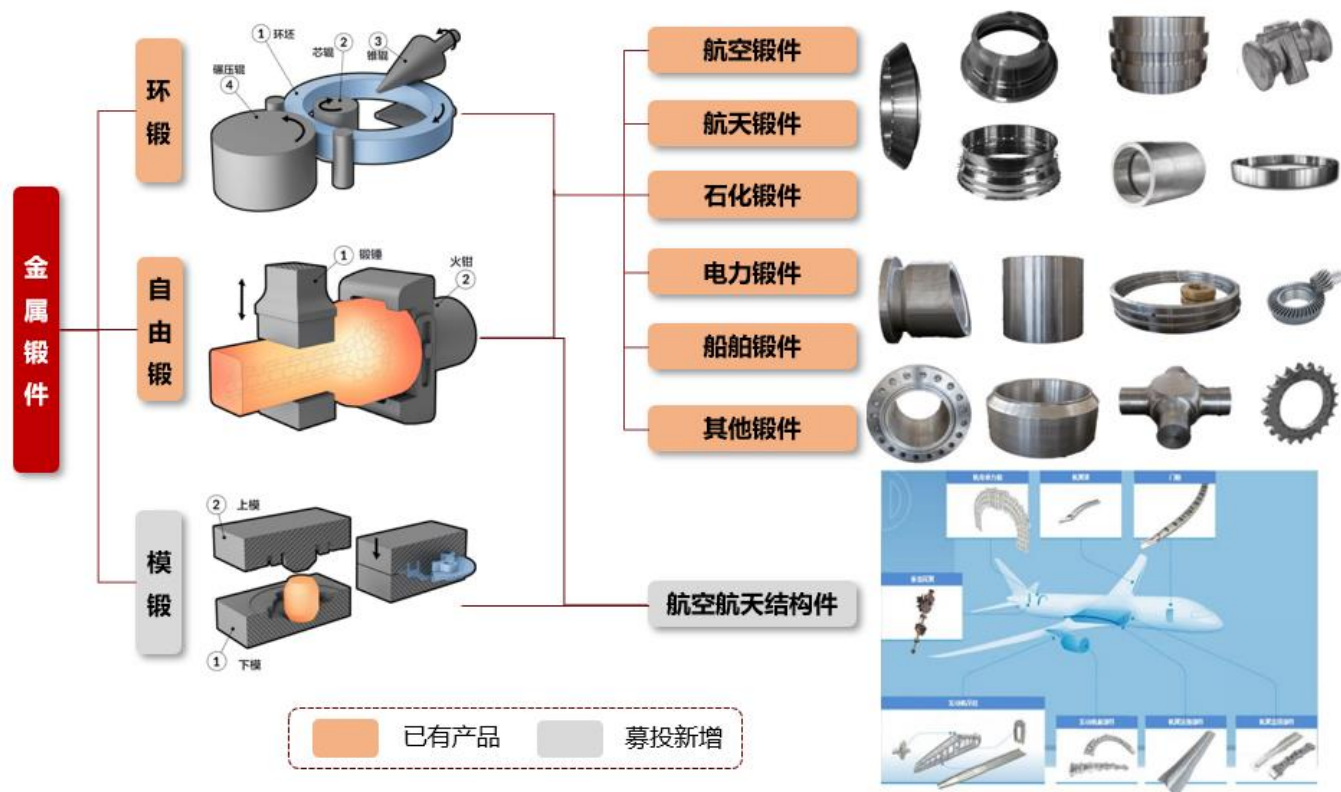 金属锻件
环锻
① 环坯
芯辊
②
③
锥辊
碾压辊
④
自由锻
① 锻锤
火钳
②
模锻
② 上模
① 下模
航空锻件
航天锻件
石化锻件
电力锻件
船舶锻件
其他锻件
航空航天结构件
门框
已有产品
募投新增